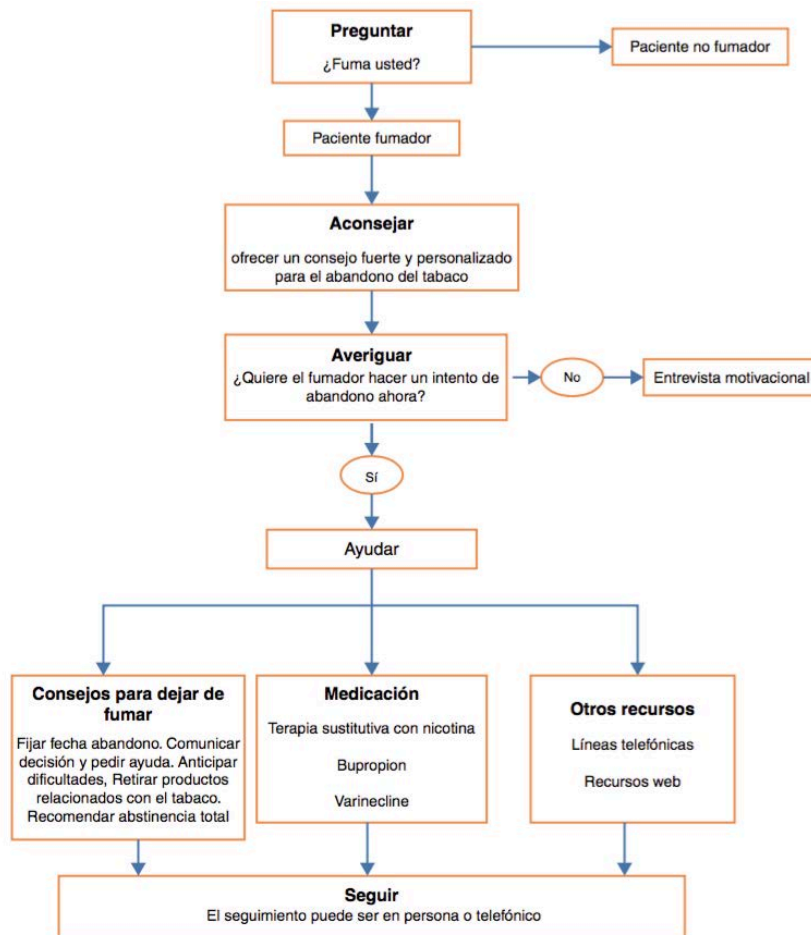 Preguntar
¿Fuma usted?
Paciente no fumador
Paciente fumador
Aconsejar
ofrecer un consejo fuerte y personalizado
para el abandono del tabaco
Averiguar
¿Quiere el fumador hacer un intento de
abandono ahora?
No
Entrevista motivacional
Sí
Ayudar
Consejos para dejar de
fumar
Fijar fecha abandono. Comunicar
decisión y pedir ayuda. Anticipar
dificultades, Retirar productos
relacionados con el tabaco.
Recomendar abstinencia total
Medicación
Terapia sustitutiva con nicotina
Bupropion
Varinecline
Otros recursos
Líneas telefónicas
Recursos web
Seguir
El seguimiento puede ser en persona o telefónico